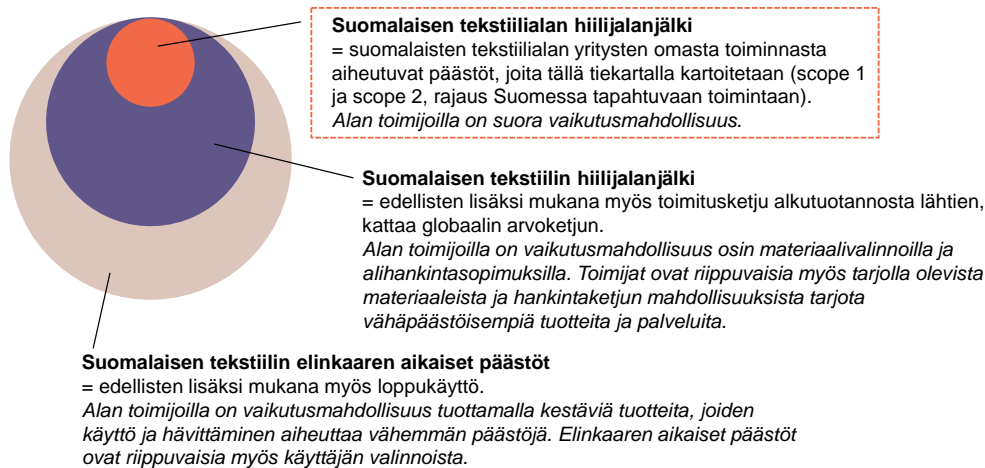 Suomalaisen tekstiilialan hiilijalanjälki
= suomalaisten tekstiilialan yritysten omasta toiminnasta
aiheutuvat päästöt, joita tällä tiekartalla kartoitetaan (scope 1
ja scope 2, rajaus Suomessa tapahtuvaan toimintaan).
Alan toimijoilla on suora vaikutusmahdollisuus.
Suomalaisen tekstiilin hiilijalanjälki
= edellisten lisäksi mukana myös toimitusketju alkutuotannosta lähtien,
kattaa globaalin arvoketjun.
Alan toimijoilla on vaikutusmahdollisuus osin materiaalivalinnoilla ja
alihankintasopimuksilla. Toimijat ovat riippuvaisia myös tarjolla olevista
materiaaleista ja hankintaketjun mahdollisuuksista tarjota
vähäpäästöisempiä tuotteita ja palveluita.
Suomalaisen tekstiilin elinkaaren aikaiset päästöt
= edellisten lisäksi mukana myös loppukäyttö.
Alan toimijoilla on vaikutusmahdollisuus tuottamalla kestäviä tuotteita, joiden
käyttö ja hävittäminen aiheuttaa vähemmän päästöjä. Elinkaaren aikaiset päästöt
ovat riippuvaisia myös käyttäjän valinnoista.